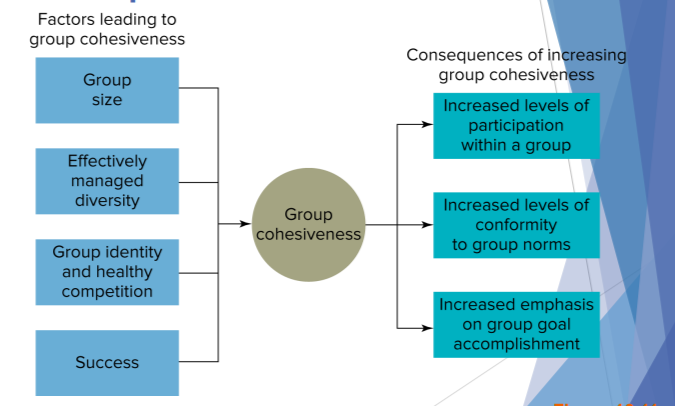 Factors leading to
group cohesiveness
Group
size
Effectively
managed
diversity
Group identity
and healthy
competition
Success
Group
cohesiveness
Consequences of increasing
group cohesiveness
Increased levels of
participation
within a group
Increased levels of
conformity
to group norms
Increased emphasis
on group goal
accomplishment